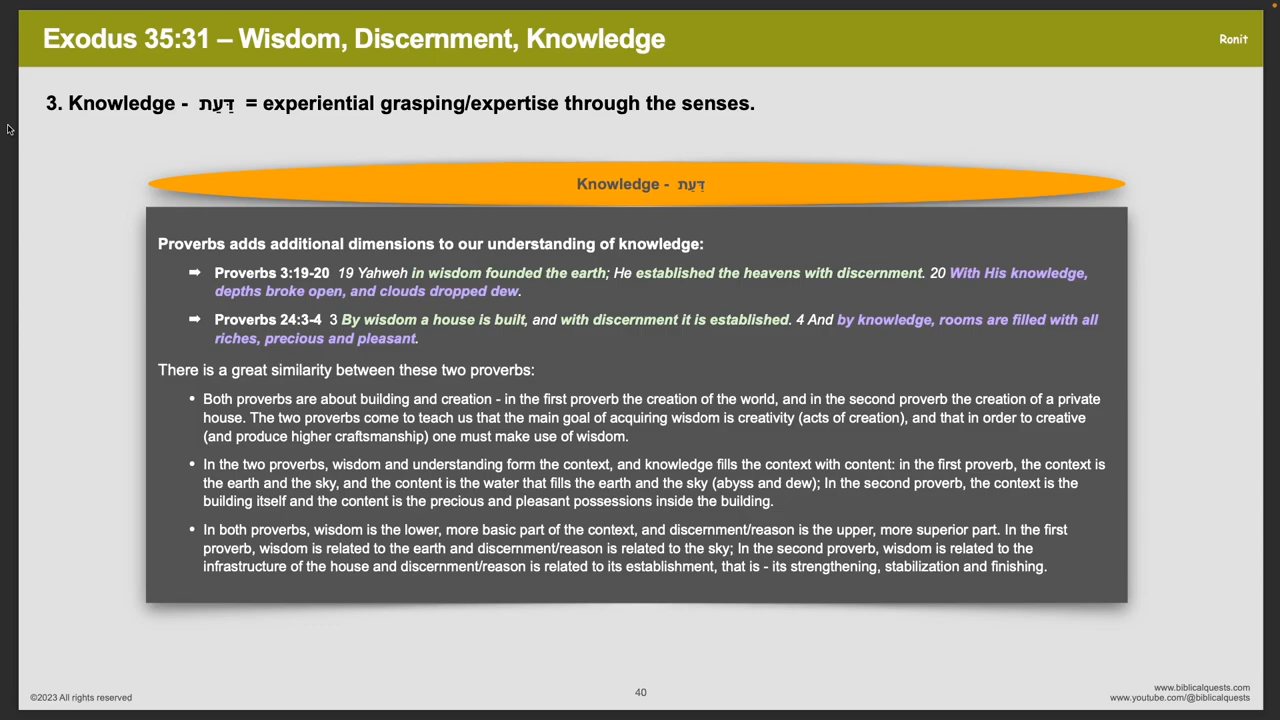 Exodus 35:31 – Wisdom, Discernment, Knowledge
Ronit
3. Knowledge - דַּעַת = experiential grasping/expertise through the senses.
Knowledge - דַּעַת
Proverbs adds additional dimensions to our understanding of knowledge:
➡ Proverbs 3:19-20 19 Yahweh in wisdom founded the earth; He established the heavens with discernment. 20 With His knowledge,
depths broke open, and clouds dropped dew.
➡ Proverbs 24:3-4 3 By wisdom a house is built, and with discernment it is established. 4 And by knowledge, rooms are filled with all
riches, precious and pleasant.
There is a great similarity between these two proverbs:
• Both proverbs are about building and creation - in the first proverb the creation of the world, and in the second proverb the creation of a private
house. The two proverbs come to teach us that the main goal of acquiring wisdom is creativity (acts of creation), and that in order to creative
(and produce higher craftsmanship) one must make use of wisdom.
• In the two proverbs, wisdom and understanding form the context, and knowledge fills the context with content: in the first proverb, the context is
the earth and the sky, and the content is the water that fills the earth and the sky (abyss and dew); In the second proverb, the context is the
building itself and the content is the precious and pleasant possessions inside the building.
• In both proverbs, wisdom is the lower, more basic part of the context, and discernment/reason is the upper, more superior part. In the first
proverb, wisdom is related to the earth and discernment/reason is related to the sky; In the second proverb, wisdom is related to the
infrastructure of the house and discernment/reason is related to its establishment, that is - its strengthening, stabilization and finishing.
©2023 All rights reserved
40
www.biblicalquests.com
www.youtube.com/@biblicalquests